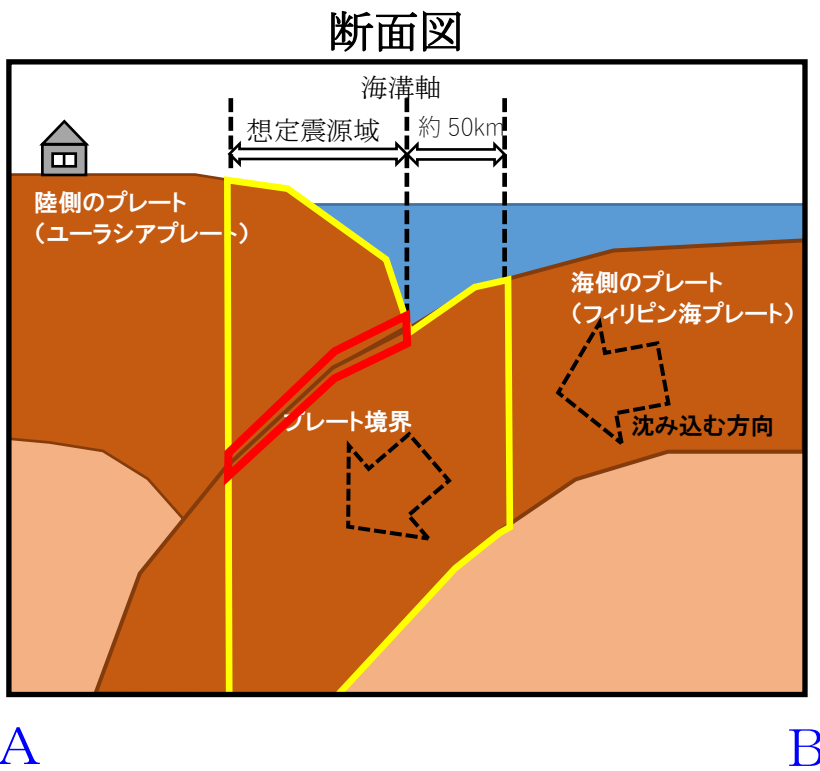 断面図
海溝軸
想定震源域
約 50km
陸側のプレート
（ユーラシアプレート）
海側のプレート
（フィリピン海プレート）
プレート境界
沈み込む方向
A
B